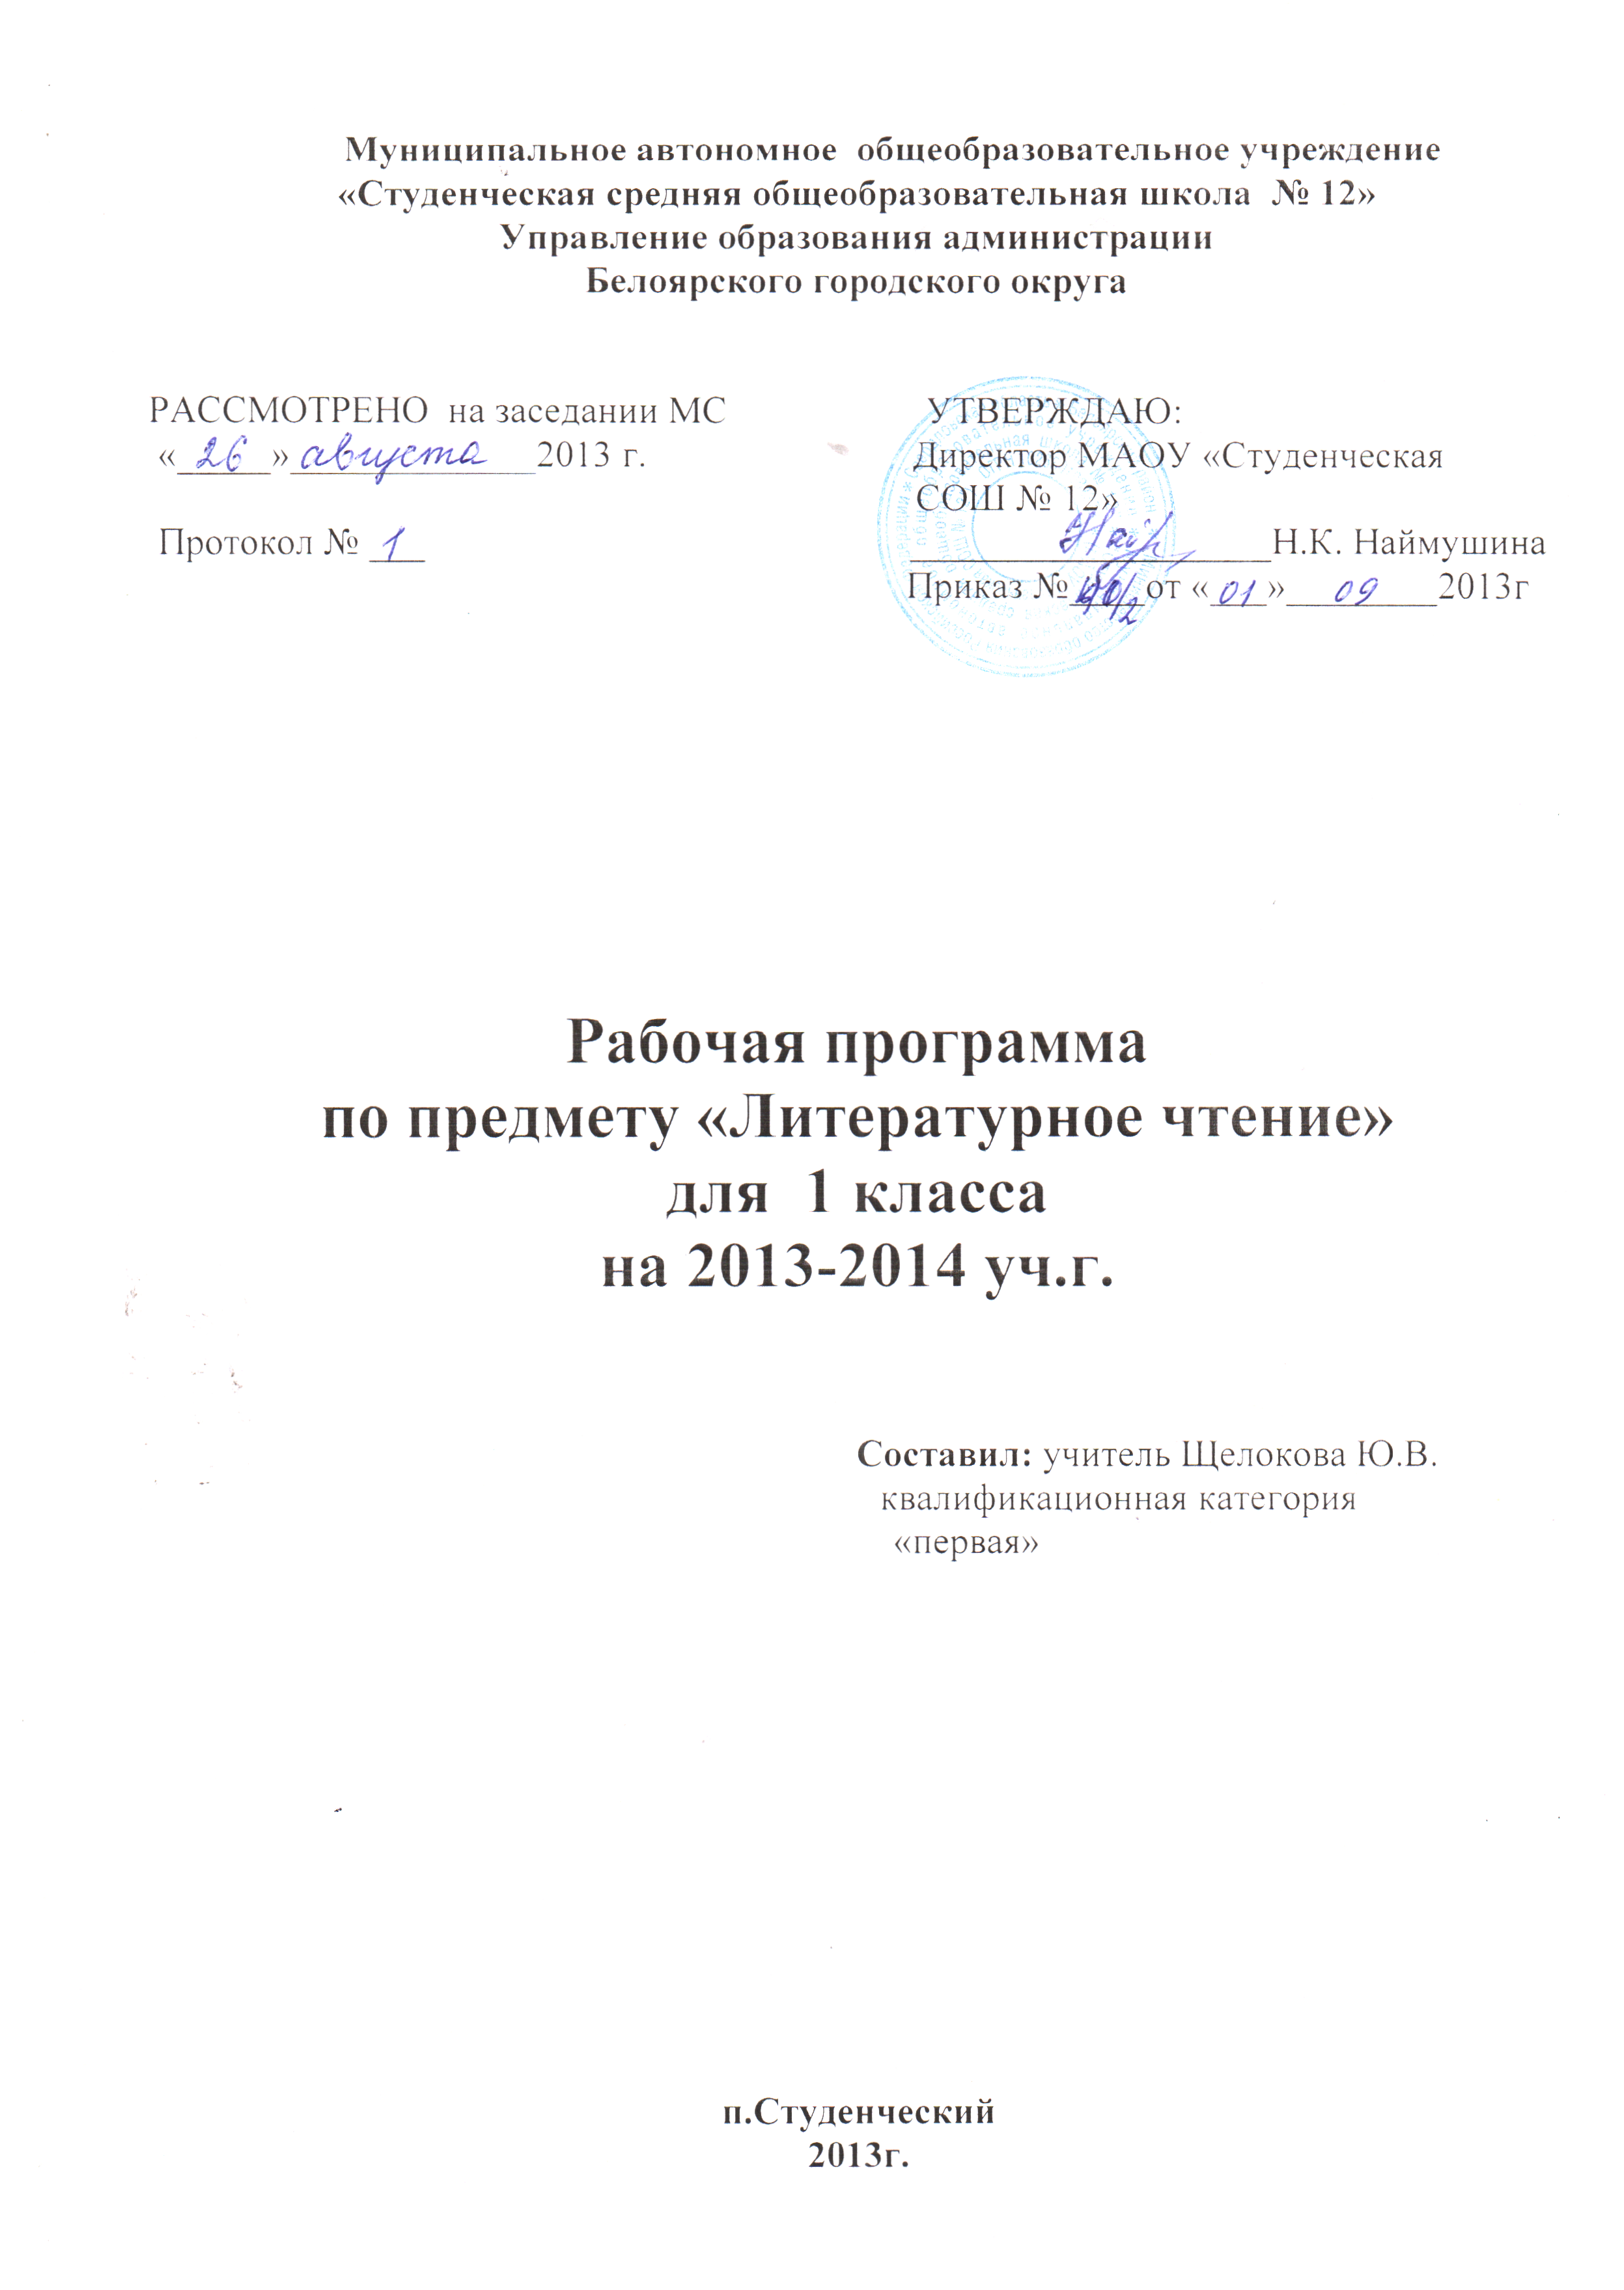 Муниципальное автономное общеобразовательное учреждение
«Студенческая средняя общеобразовательная школа № 12»
Управление образования администрации
Белоярского городского округа
РАССМОТРЕНО на заседании МС
«26» августа 2013 г.
Протокол № 1
УТВЕРЖДАЮ:
Директор МАОУ «Студенческая
СОШ № 12»
Н.К. Наймушина
Приказ № от «01» 09 2013г
Рабочая программа
по предмету «Литературное чтение»
для 1 класса
на 2013-2014 уч.г.
Составил: учитель Щелокова Ю.В.
квалификационная категория
«первая»
п.Студенческий
2013г.